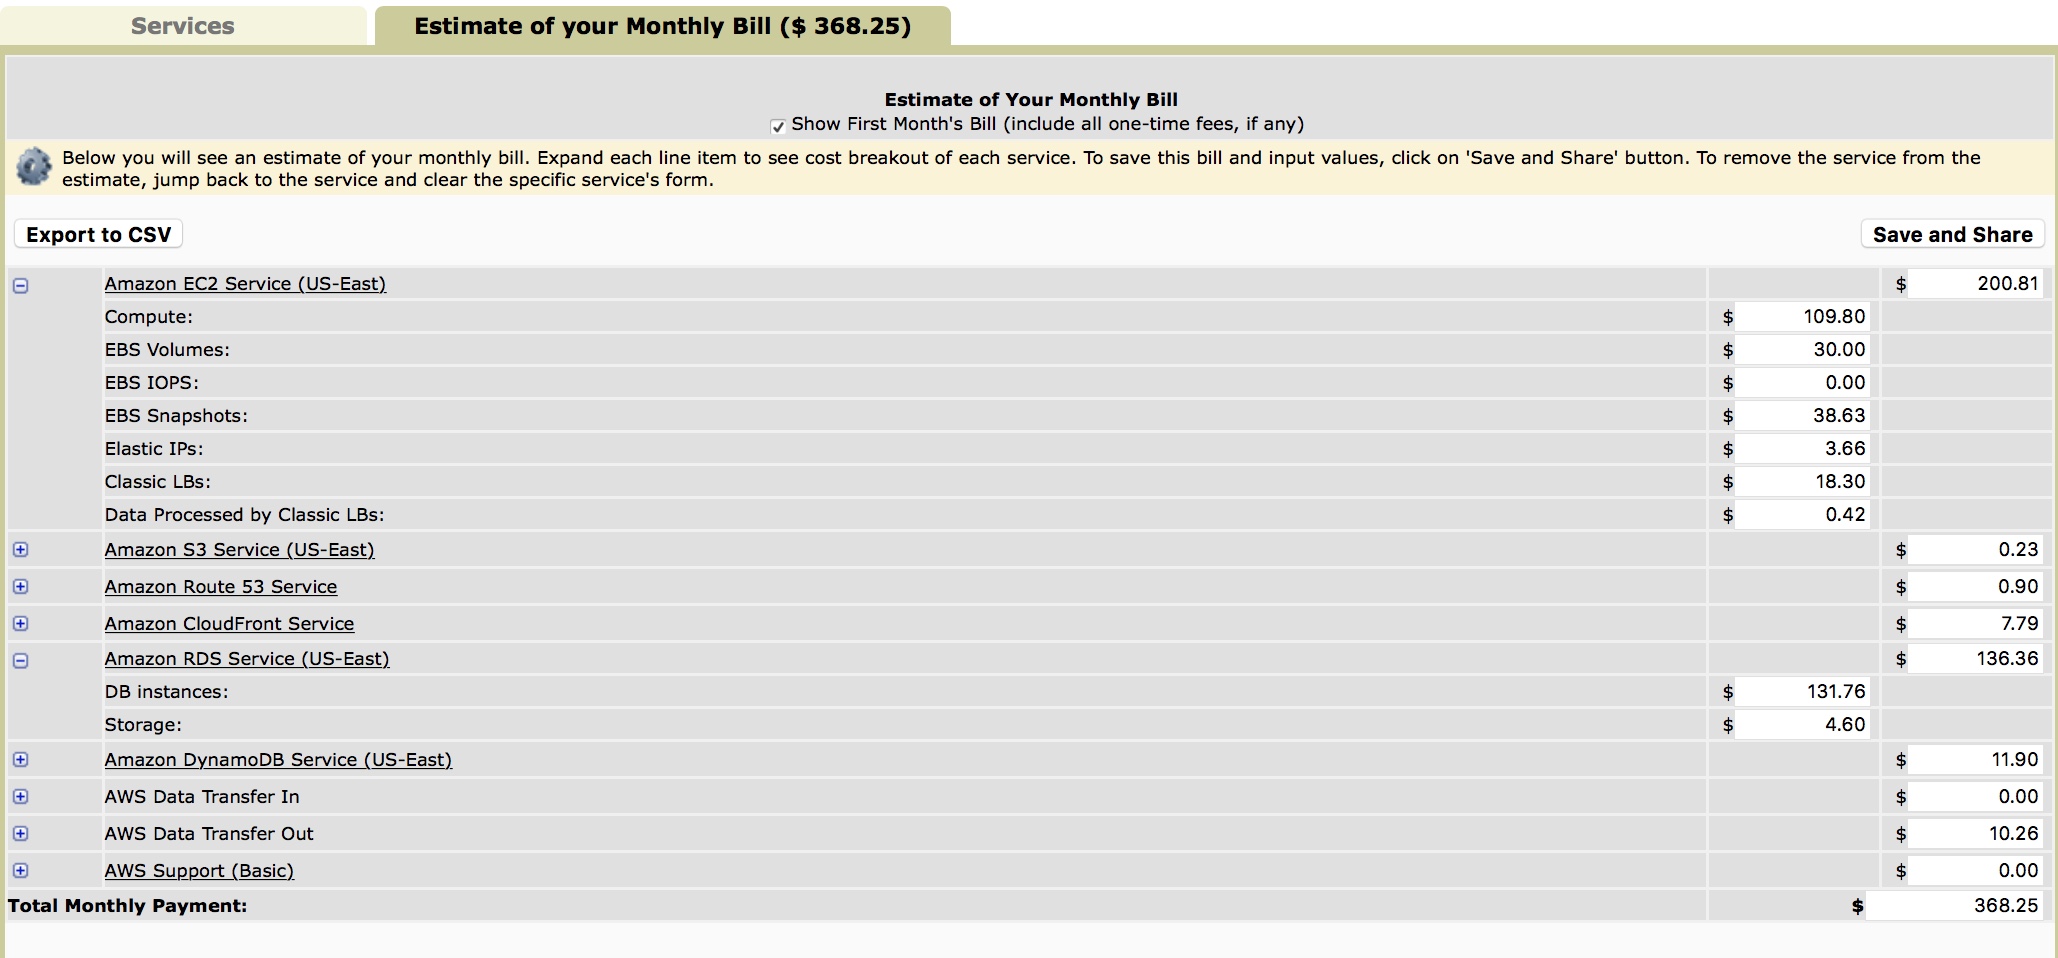 Services
Estimate of your Monthly Bill ($ 368.25)
Estimate of Your Monthly Bill
Show First Month's Bill (include all one-time fees, if any)
Below you will see an estimate of your monthly bill. Expand each line item to see cost breakout of each service. To save this bill and input values, click on 'Save and Share' button. To remove the service from the
estimate, jump back to the service and clear the specific service's form.
Export to CSV
Save and Share
Amazon EC2 Service (US-East) $ 200.81
Compute: $ 109.80
EBS Volumes: $ 30.00
EBS IOPS: $ 0.00
EBS Snapshots: $ 38.63
Elastic IPs: $ 3.66
Classic LBs: $ 18.30
Data Processed by Classic LBs: $ 0.42
Amazon S3 Service (US-East) $ 0.23
Amazon Route 53 Service $ 0.90
Amazon CloudFront Service $ 7.79
Amazon RDS Service (US-East) $ 136.36
DB instances: $ 131.76
Storage: $ 4.60
Amazon DynamoDB Service (US-East) $ 11.90
AWS Data Transfer In $ 0.00
AWS Data Transfer Out $ 10.26
AWS Support (Basic) $ 0.00
Total Monthly Payment: $ 368.25